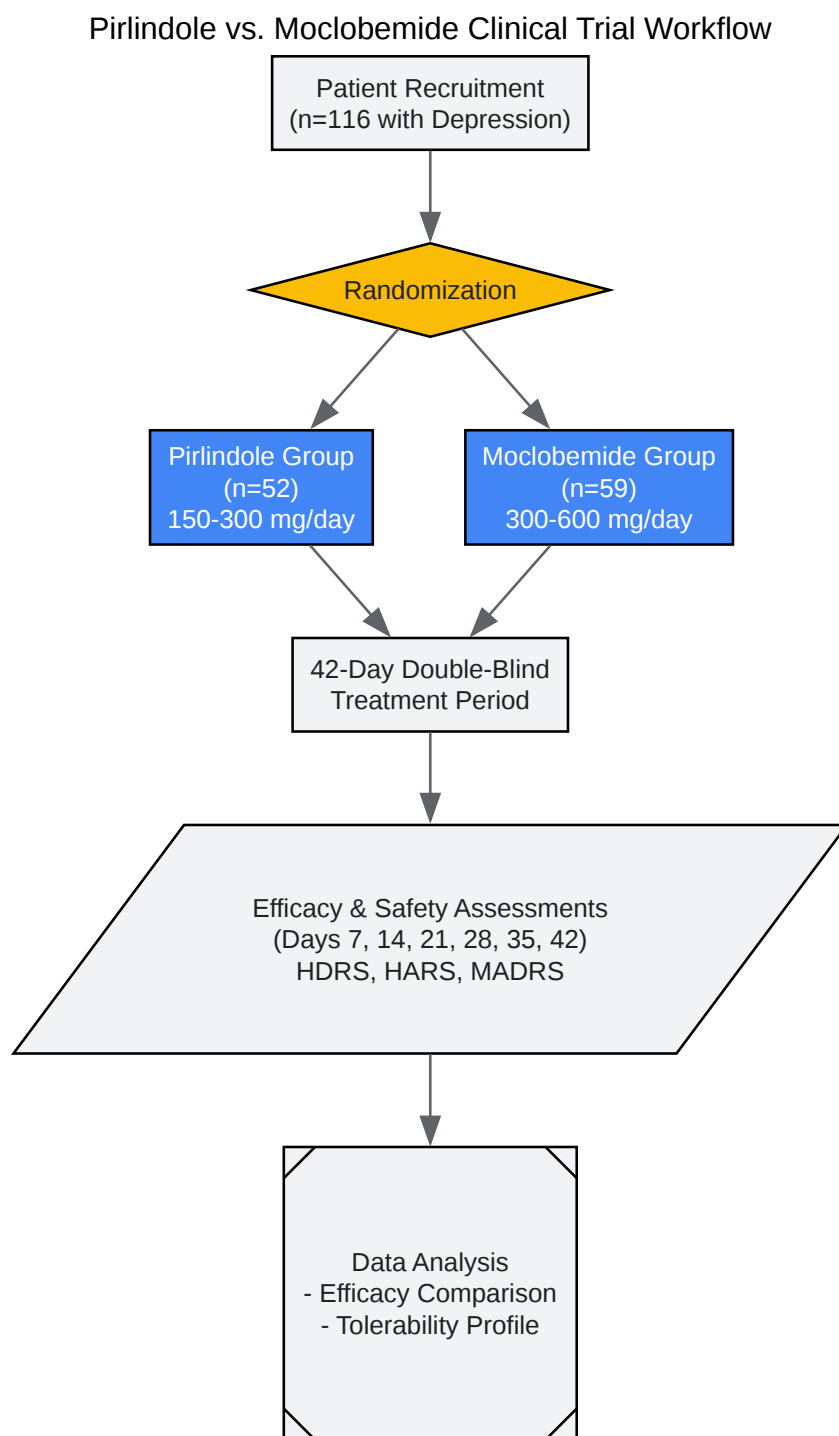 Pirlindole vs. Moclobemide Clinical Trial Workflow
Patient Recruitment
(n=116 with Depression)
Randomization
Pirlindole Group
(n=52)
150-300 mg/day
Moclobemide Group
(n=59)
300-600 mg/day
42-Day Double-Blind
Treatment Period
Efficacy & Safety Assessments
(Days 7, 14, 21, 28, 35, 42)
HDRS, HARS, MADRS
Data Analysis
- Efficacy Comparison
- Tolerability Profile